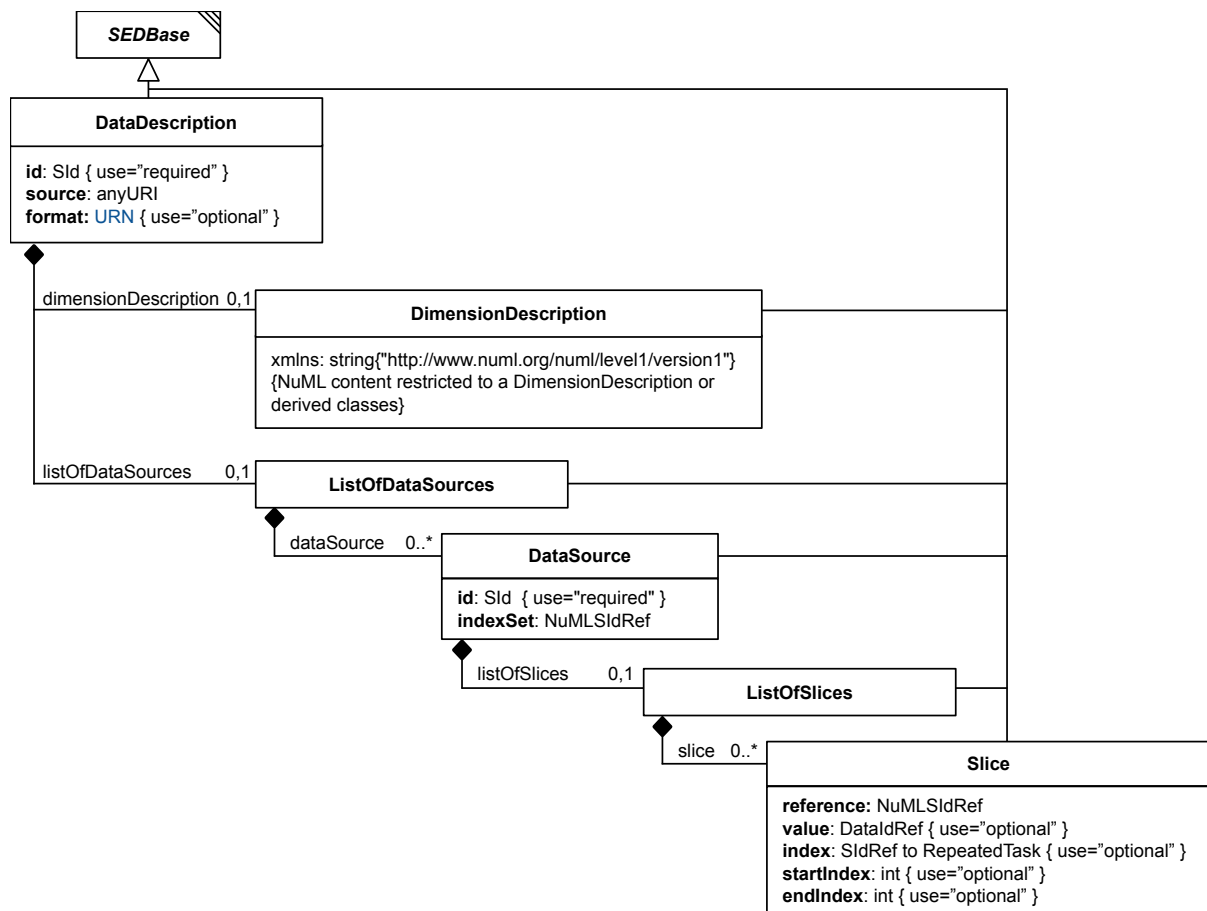 SEDBase
DataDescription
id: SId { use=”required” }
source: anyURI
format: URN { use=”optional” }
dimensionDescription 0,1
DimensionDescription
xmlns: string{"http://www.numl.org/numl/level1/version1"}
{NuML content restricted to a DimensionDescription or
derived classes}
listOfDataSources 0,1
ListOfDataSources
dataSource 0..*
DataSource
id: SId { use="required" }
indexSet: NuMLSIdRef
listOfSlices 0,1
ListOfSlices
slice 0..*
Slice
reference: NuMLSIdRef
value: DataIdRef { use=”optional” }
index: SIdRef to RepeatedTask { use=”optional” }
startIndex: int { use=”optional” }
endIndex: int { use=”optional” }